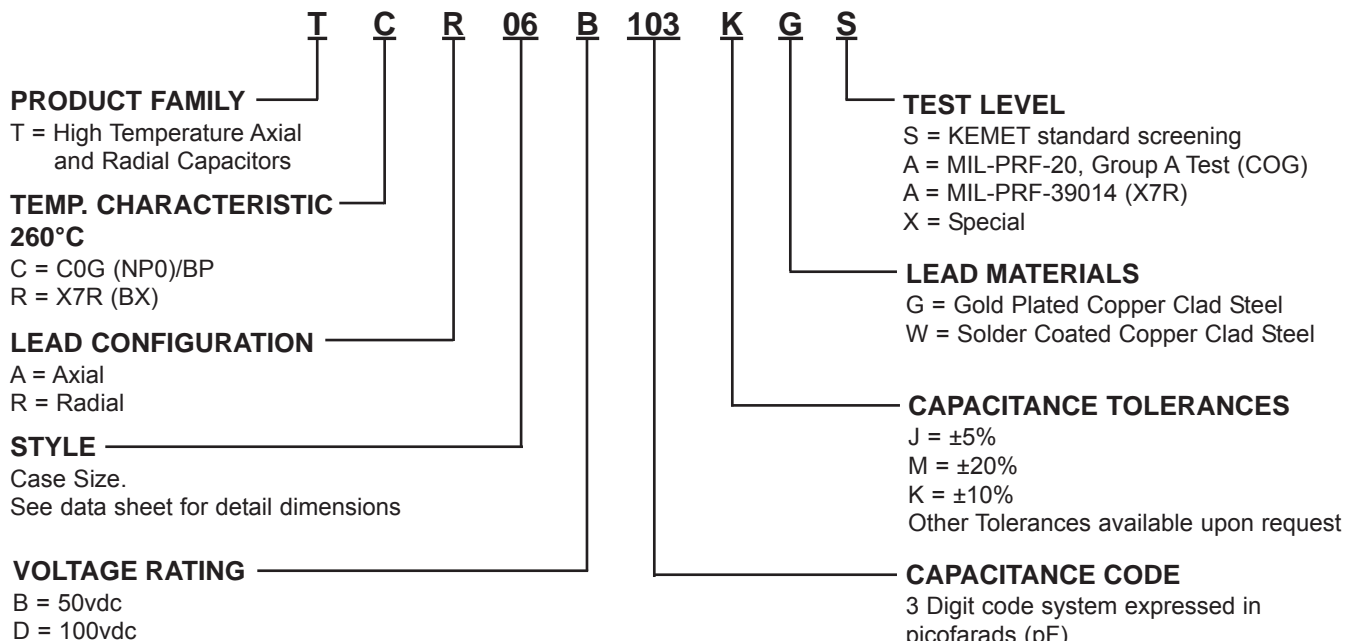 T C R 06 B 103 K G S
PRODUCT FAMILY
T = High Temperature Axial
and Radial Capacitors
TEMP. CHARACTERISTIC
260°C
C = C0G (NP0)/BP
R = X7R (BX)
LEAD CONFIGURATION
A = Axial
R = Radial
STYLE
Case Size.
See data sheet for detail dimensions
VOLTAGE RATING
B = 50vdc
D = 100vdc
TEST LEVEL
S = KEMET standard screening
A = MIL-PRF-20, Group A Test (COG)
A = MIL-PRF-39014 (X7R)
X = Special
LEAD MATERIALS
G = Gold Plated Copper Clad Steel
W = Solder Coated Copper Clad Steel
CAPACITANCE TOLERANCES
J = ±5%
M = ±20%
K = ±10%
Other Tolerances available upon request
CAPACITANCE CODE
3 Digit code system expressed in
picofarads (pF)